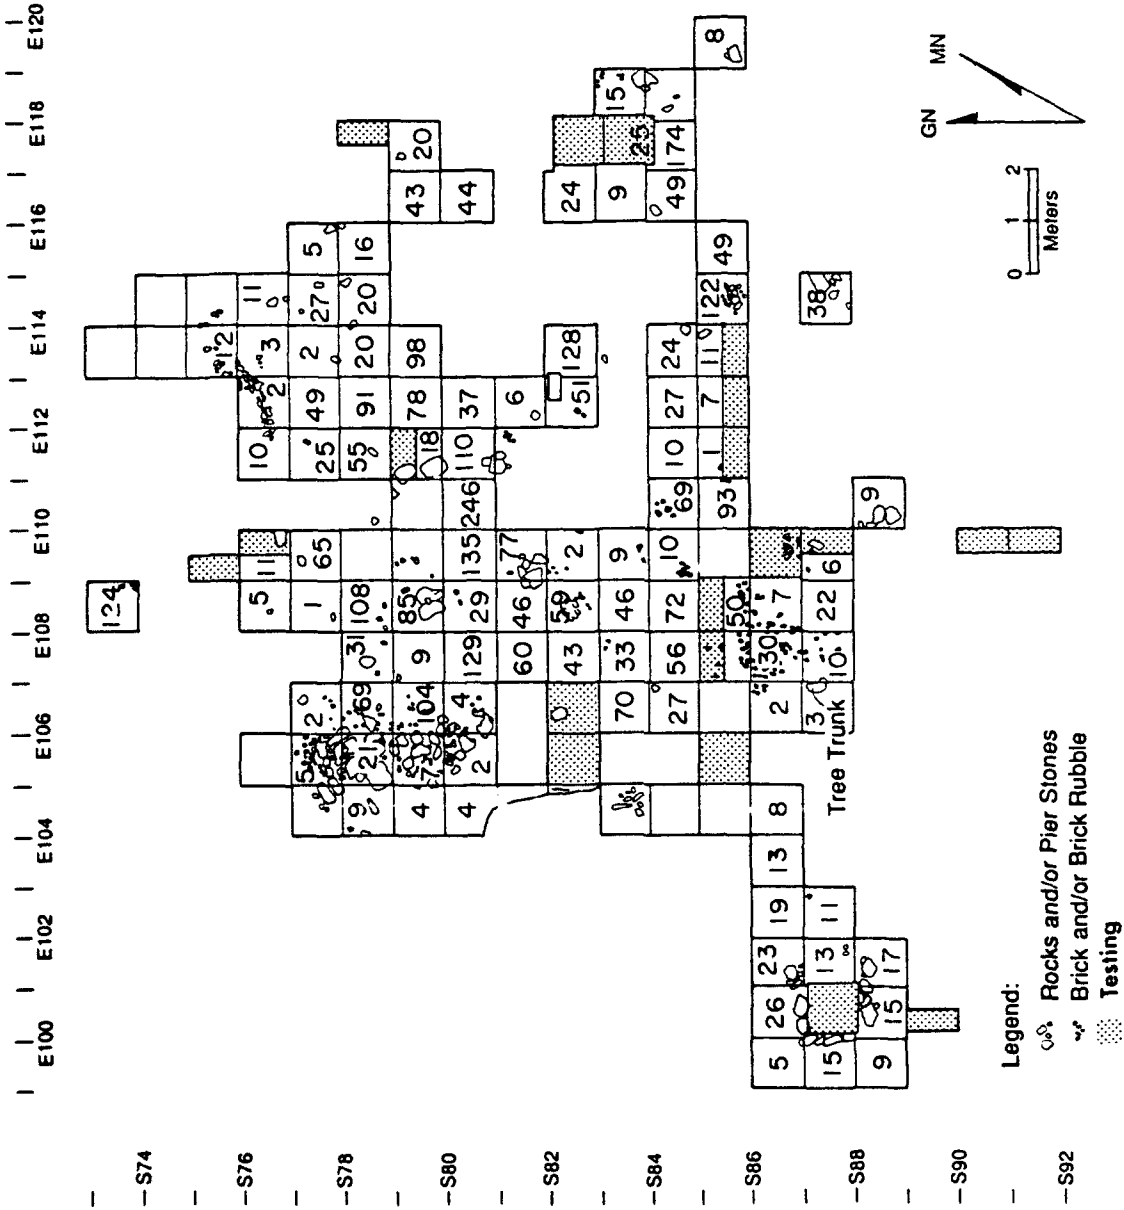 E100 E102 E104 E106 E108 E110 E112 E114 E116 E118 E120
S74
124
12
S76
5 11 10 2 3 11
5 2 1 65 25 49 2 27 5
S78
9 21 69 31 108 55 91 20 20 16
4 7 104 9 85 18 78 98 43 20
S80
4 2 4 129 29 135 246 110 37 44
60 46 77 6
S82
43 59 2 51 128 24
70 33 46 9 9 25 15
S84
27 56 72 10 69 10 27 24 49 174
50 93 1 7 11 122 49 8
S86
5 26 23 19 13 8 2 30 7
15 13 11 3 10 22 6 38
Tree Trunk
S88
9 15 17 9
S90
S92
GN MN
0 1 2
Meters
Legend:
Rocks and/or Pier Stones
Brick and/or Brick Rubble
Testing